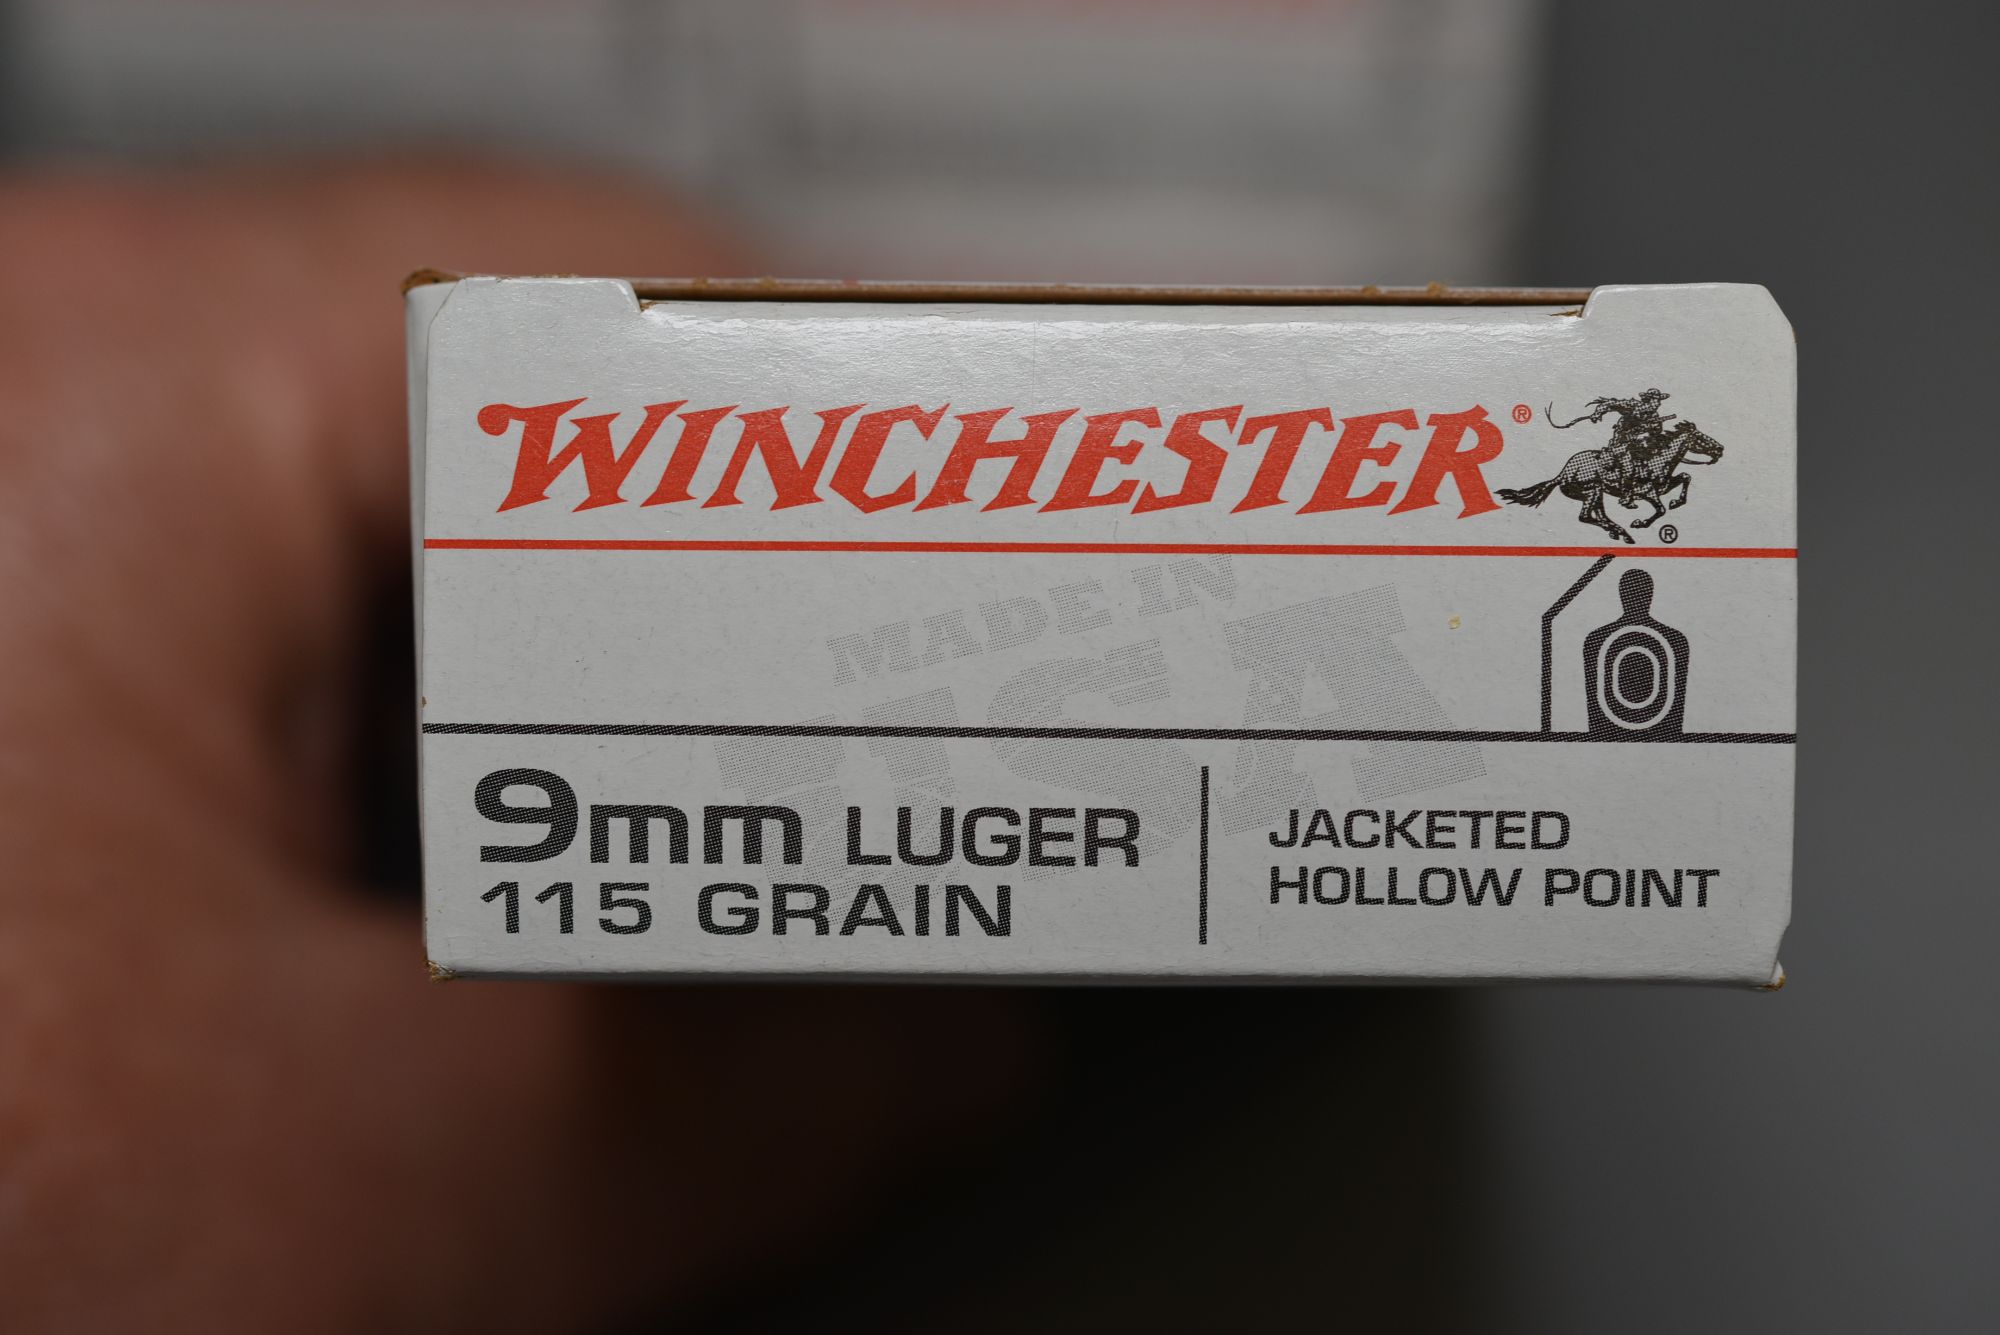 WINCHESTER®
®
MADE IN
USA
9mm LUGER
115 GRAIN
JACKETED
HOLLOW POINT